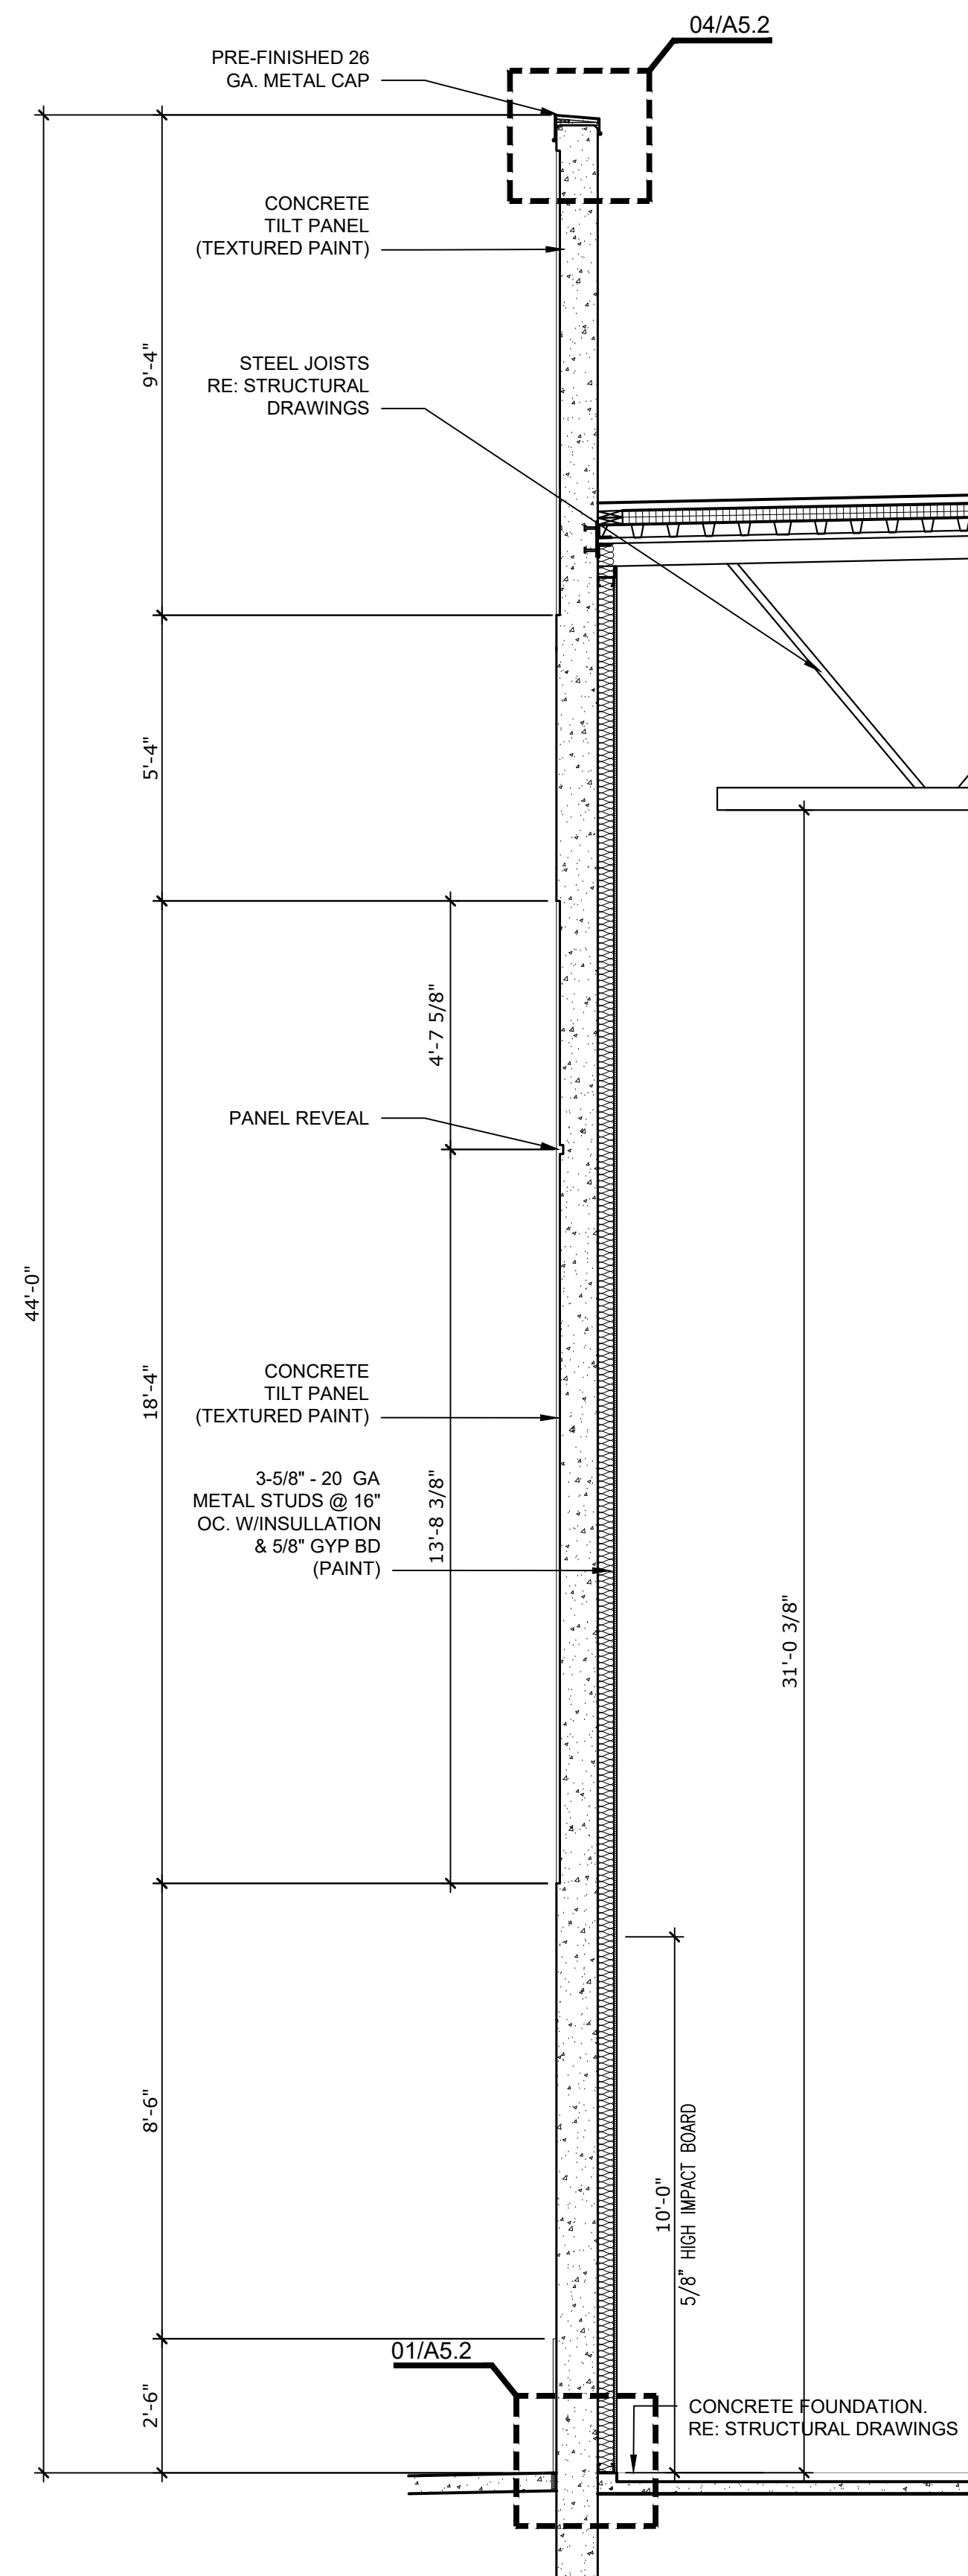 04/A5.2
PRE-FINISHED 26
GA. METAL CAP
CONCRETE
TILT PANEL
(TEXTURED PAINT)
9'-4"
STEEL JOISTS
RE: STRUCTURAL
DRAWINGS
5'-4"
4'-7 5/8"
PANEL REVEAL
44'-0"
18'-4"
CONCRETE
TILT PANEL
(TEXTURED PAINT)
13'-8 3/8"
3-5/8" - 20 GA
METAL STUDS @ 16"
OC. W/INSULLATION
& 5/8" GYP BD
(PAINT)
31'-0 3/8"
8'-6"
10'-0"
5/8" HIGH IMPACT BOARD
01/A5.2
2'-6"
CONCRETE FOUNDATION.
RE: STRUCTURAL DRAWINGS